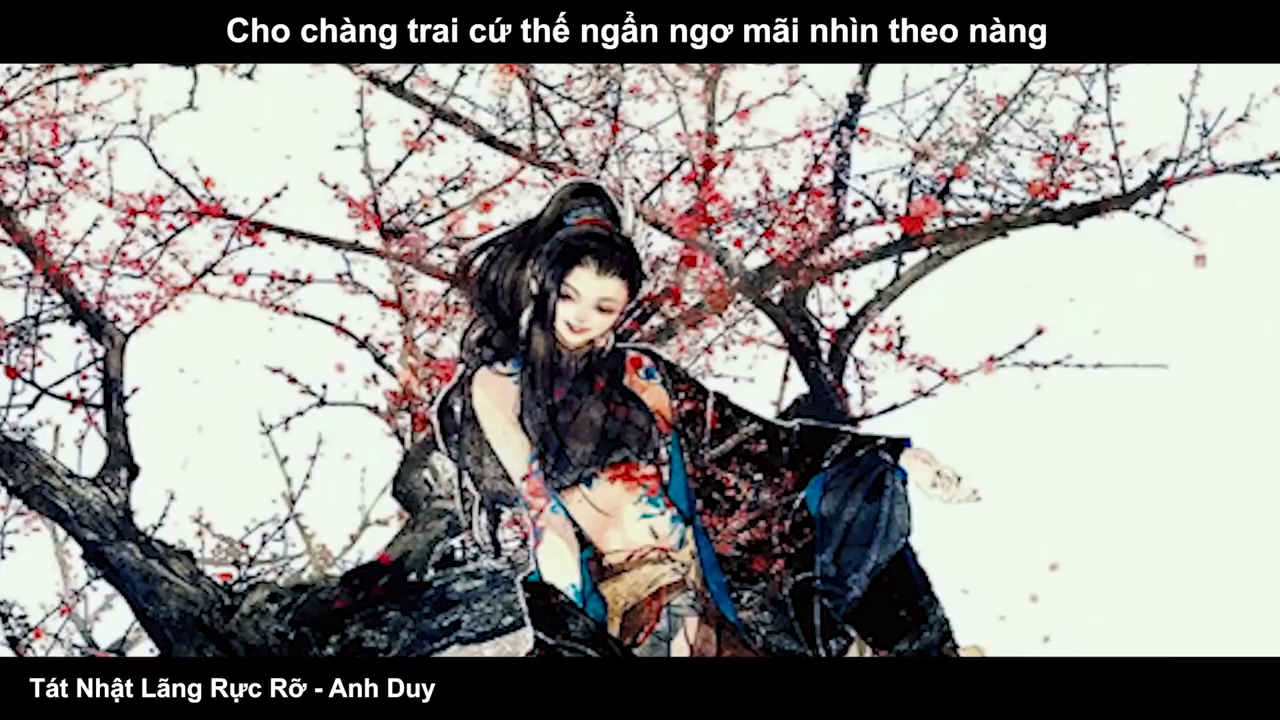 Cho chàng trai cứ thế ngẩn ngơ mãi nhìn theo nàng
Tát Nhật Lãng Rực Rỡ - Anh Duy